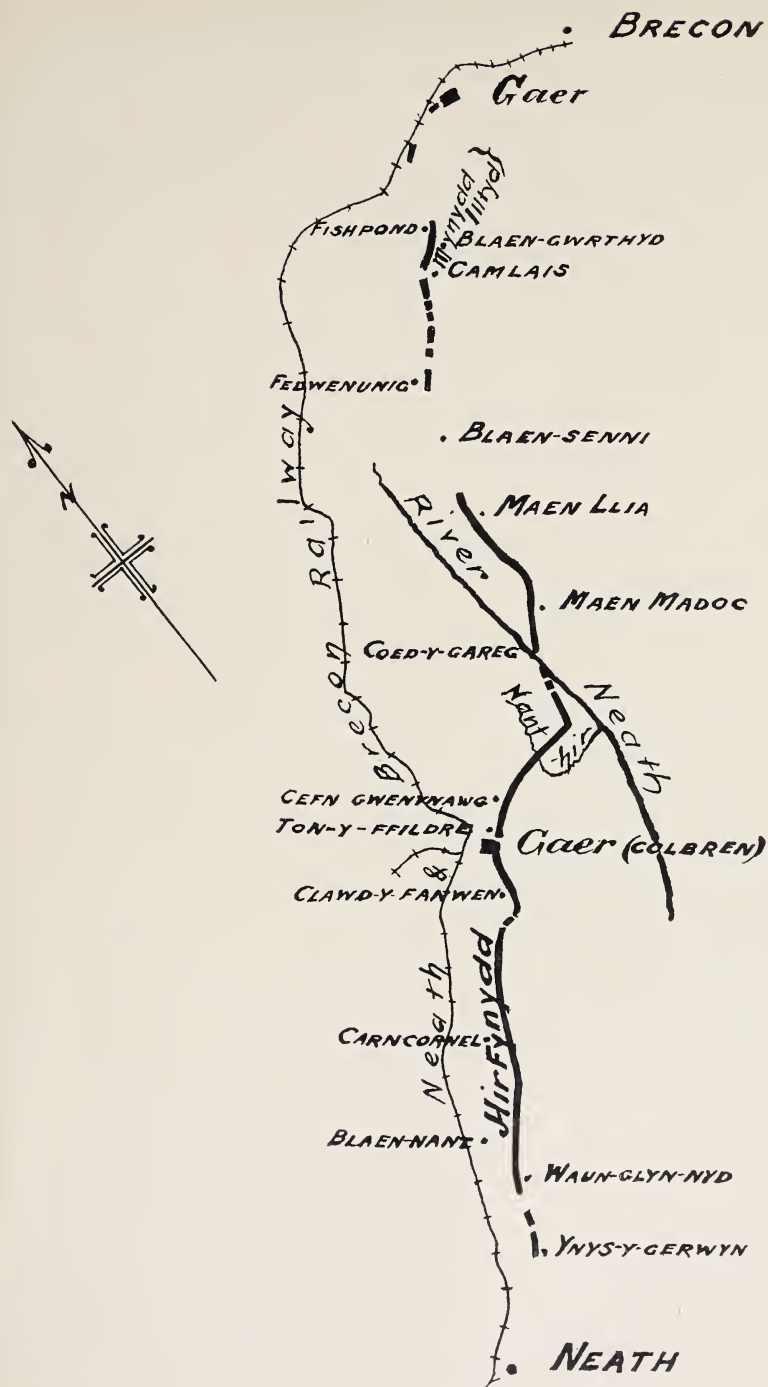 BRECON
Gaer
Mynydd
Illtyd
FISHPOND
BLAEN-GWRTHYD
CAMLAIS
FEDWENUNIG
BLAEN-SENNI
MAEN LLIA
River
N
MAEN MADOC
COED-Y-GAREG
Neath
Nant
hir
CEFN GWENYNAWG
TON-Y-FFILDRE
Gaer (COLBREN)
CLAWD-Y-FANWEN
Hirfynydd
CARNCORNEL
BLAEN-NANT
Neath & Brecon Railway
WAUN-GLYN-NYD
YNYS-Y-GERWYN
NEATH